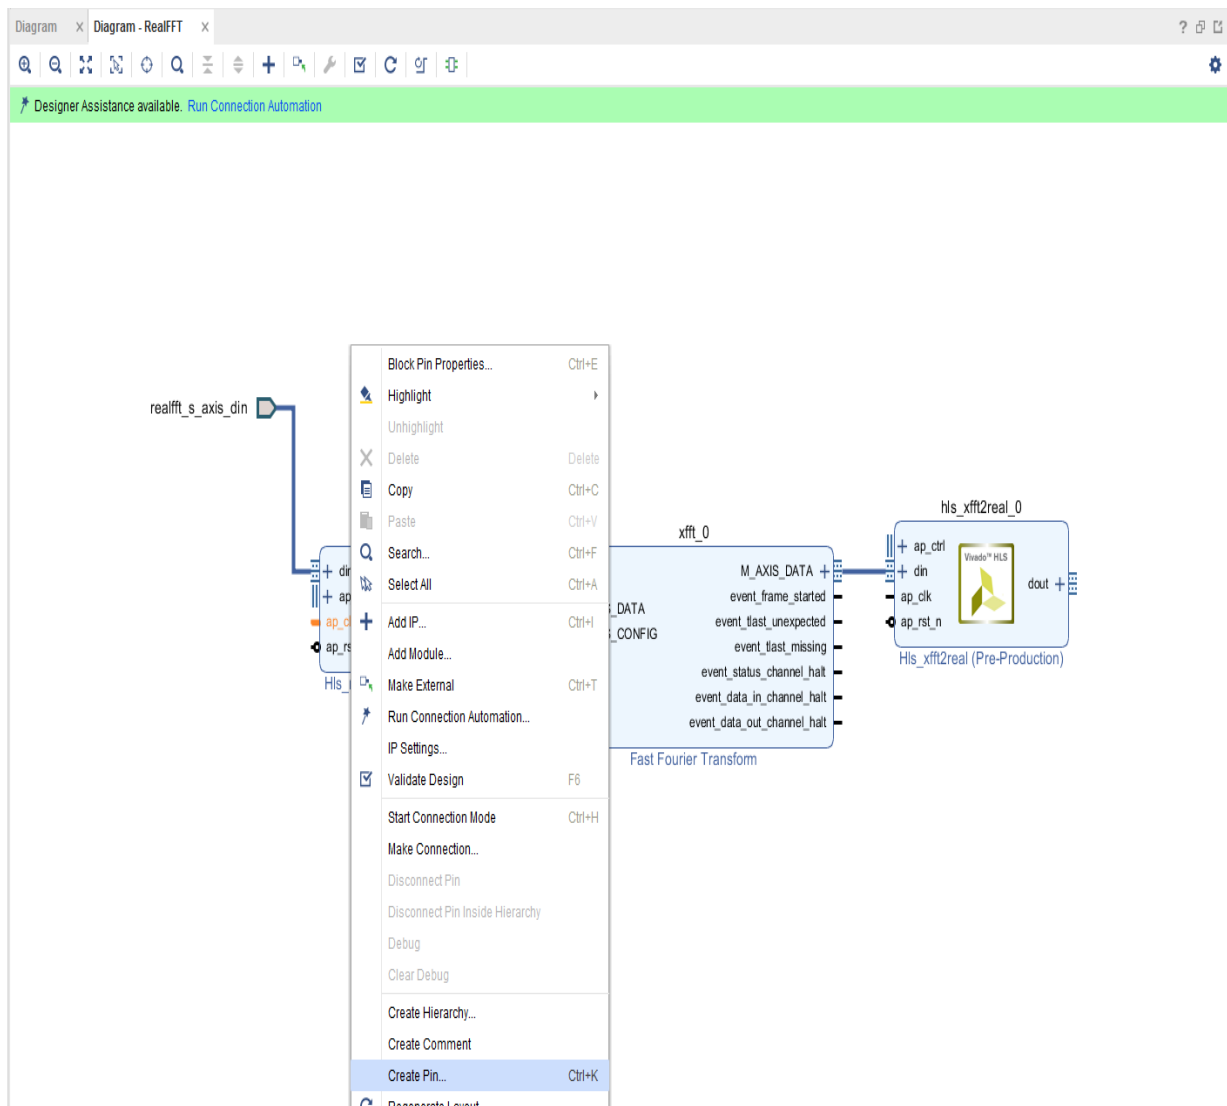 Diagram × Diagram - RealFFT ×
Designer Assistance available. Run Connection Automation
realfft_s_axis_din
Block Pin Properties... Ctrl+E
Highlight
Unhighlight
Delete Delete
Copy Ctrl+C
Paste Ctrl+V
Search... Ctrl+F
Select All Ctrl+A
Add IP... Ctrl+I
Add Module...
Make External Ctrl+T
Run Connection Automation...
IP Settings...
Validate Design F6
Start Connection Mode Ctrl+H
Make Connection...
Disconnect Pin
Disconnect Pin Inside Hierarchy
Debug
Clear Debug
Create Hierarchy...
Create Comment
Create Pin... Ctrl+K
Regenerate Layout
xfft_0
M_AXIS_DATA
event_frame_started
event_tlast_unexpected
event_tlast_missing
event_status_channel_halt
event_data_in_channel_halt
event_data_out_channel_halt
_DATA
_CONFIG
Fast Fourier Transform
hls_xfft2real_0
ap_ctrl
din
ap_clk
ap_rst_n
Vivado™ HLS
dout
Hls_xfft2real (Pre-Production)